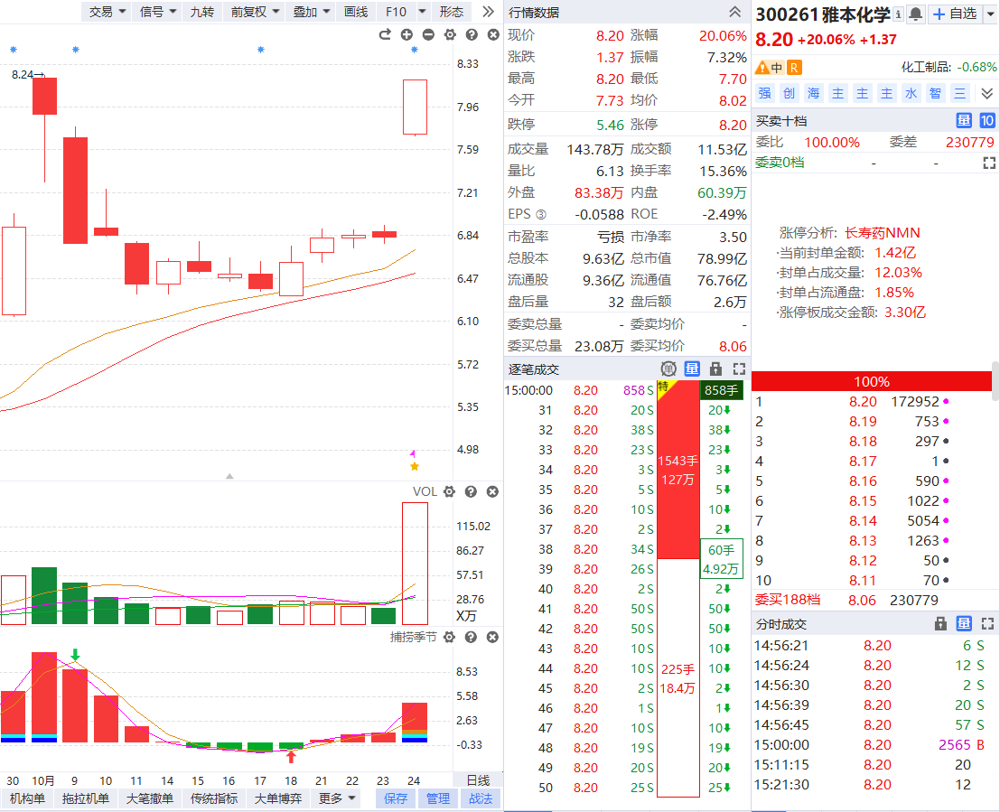 交易 信号 九转 前复权 叠加 画线 F10 形态
8.24→
8.33
7.96
7.59
7.21
6.84
6.47
6.10
5.72
5.35
4.98
VOL
115.02
86.27
57.51
28.76
X万
捕捞季节
8.53
5.58
2.63
-0.33
30 10月 9 10 11 14 15 16 17 18 21 22 23 24 日线
机构单 拖拉机单 大笔撤单 传统指标 大单博弈 更多 保存 管理 战法
行情数据
现价 8.20 涨幅 20.06%
涨跌 1.37 振幅 7.32%
最高 8.20 最低 7.70
今开 7.73 均价 8.02
跌停 5.46 涨停 8.20
成交量 143.78万 成交额 11.53亿
量比 6.13 换手率 15.36%
外盘 83.38万 内盘 60.39万
EPS ③ -0.0588 ROE -2.49%
市盈率 亏损 市净率 3.50
总股本 9.63亿 总市值 78.99亿
流通股 9.36亿 流通值 76.76亿
盘后量 32 盘后额 2.6万
委卖总量 - 委卖均价 -
委买总量 23.08万 委买均价 8.06
逐笔成交 单 量
15:00:00 8.20 858 S
31 8.20 20 S
32 8.20 38 S
33 8.20 23 S
34 8.20 3 S
35 8.20 5 S
36 8.20 10 S
37 8.20 2 S
38 8.20 34 S
39 8.20 26 S
40 8.20 2 S
41 8.20 50 S
42 8.20 50 S
43 8.20 10 S
44 8.20 10 S
45 8.20 2 S
46 8.20 1 S
47 8.20 10 S
48 8.20 19 S
49 8.20 20 S
50 8.20 25 S
特
1543手
127万
225手
18.4万
858手
20↓
38↓
23↓
3↓
5↓
10↓
2↓
60手
4.92万
2↓
50↓
50↓
10↓
10↓
2↓
1↓
10↓
19↓
20↓
25↓
300261 雅本化学 i + 自选
8.20 +20.06% +1.37
中 R 化工制品: -0.68%
强 创 海 主 主 主 水 智 三
买卖十档 量 10
委比 100.00% 委差 230779
委卖0档 - -
涨停分析: 长寿药NMN
·当前封单金额: 1.42亿
·封单占成交量: 12.03%
·封单占流通盘: 1.85%
·涨停板成交金额: 3.30亿
100%
1 8.20 172952
2 8.19 753
3 8.18 297
4 8.17 1
5 8.16 590
6 8.15 1022
7 8.14 5054
8 8.13 1263
9 8.12 50
10 8.11 70
委买188档 8.06 230779
分时成交 量
14:56:21 8.20 6 S
14:56:24 8.20 12 S
14:56:30 8.20 2 S
14:56:39 8.20 20 S
14:56:45 8.20 57 S
15:00:00 8.20 2565 B
15:11:15 8.20 20
15:21:30 8.20 12